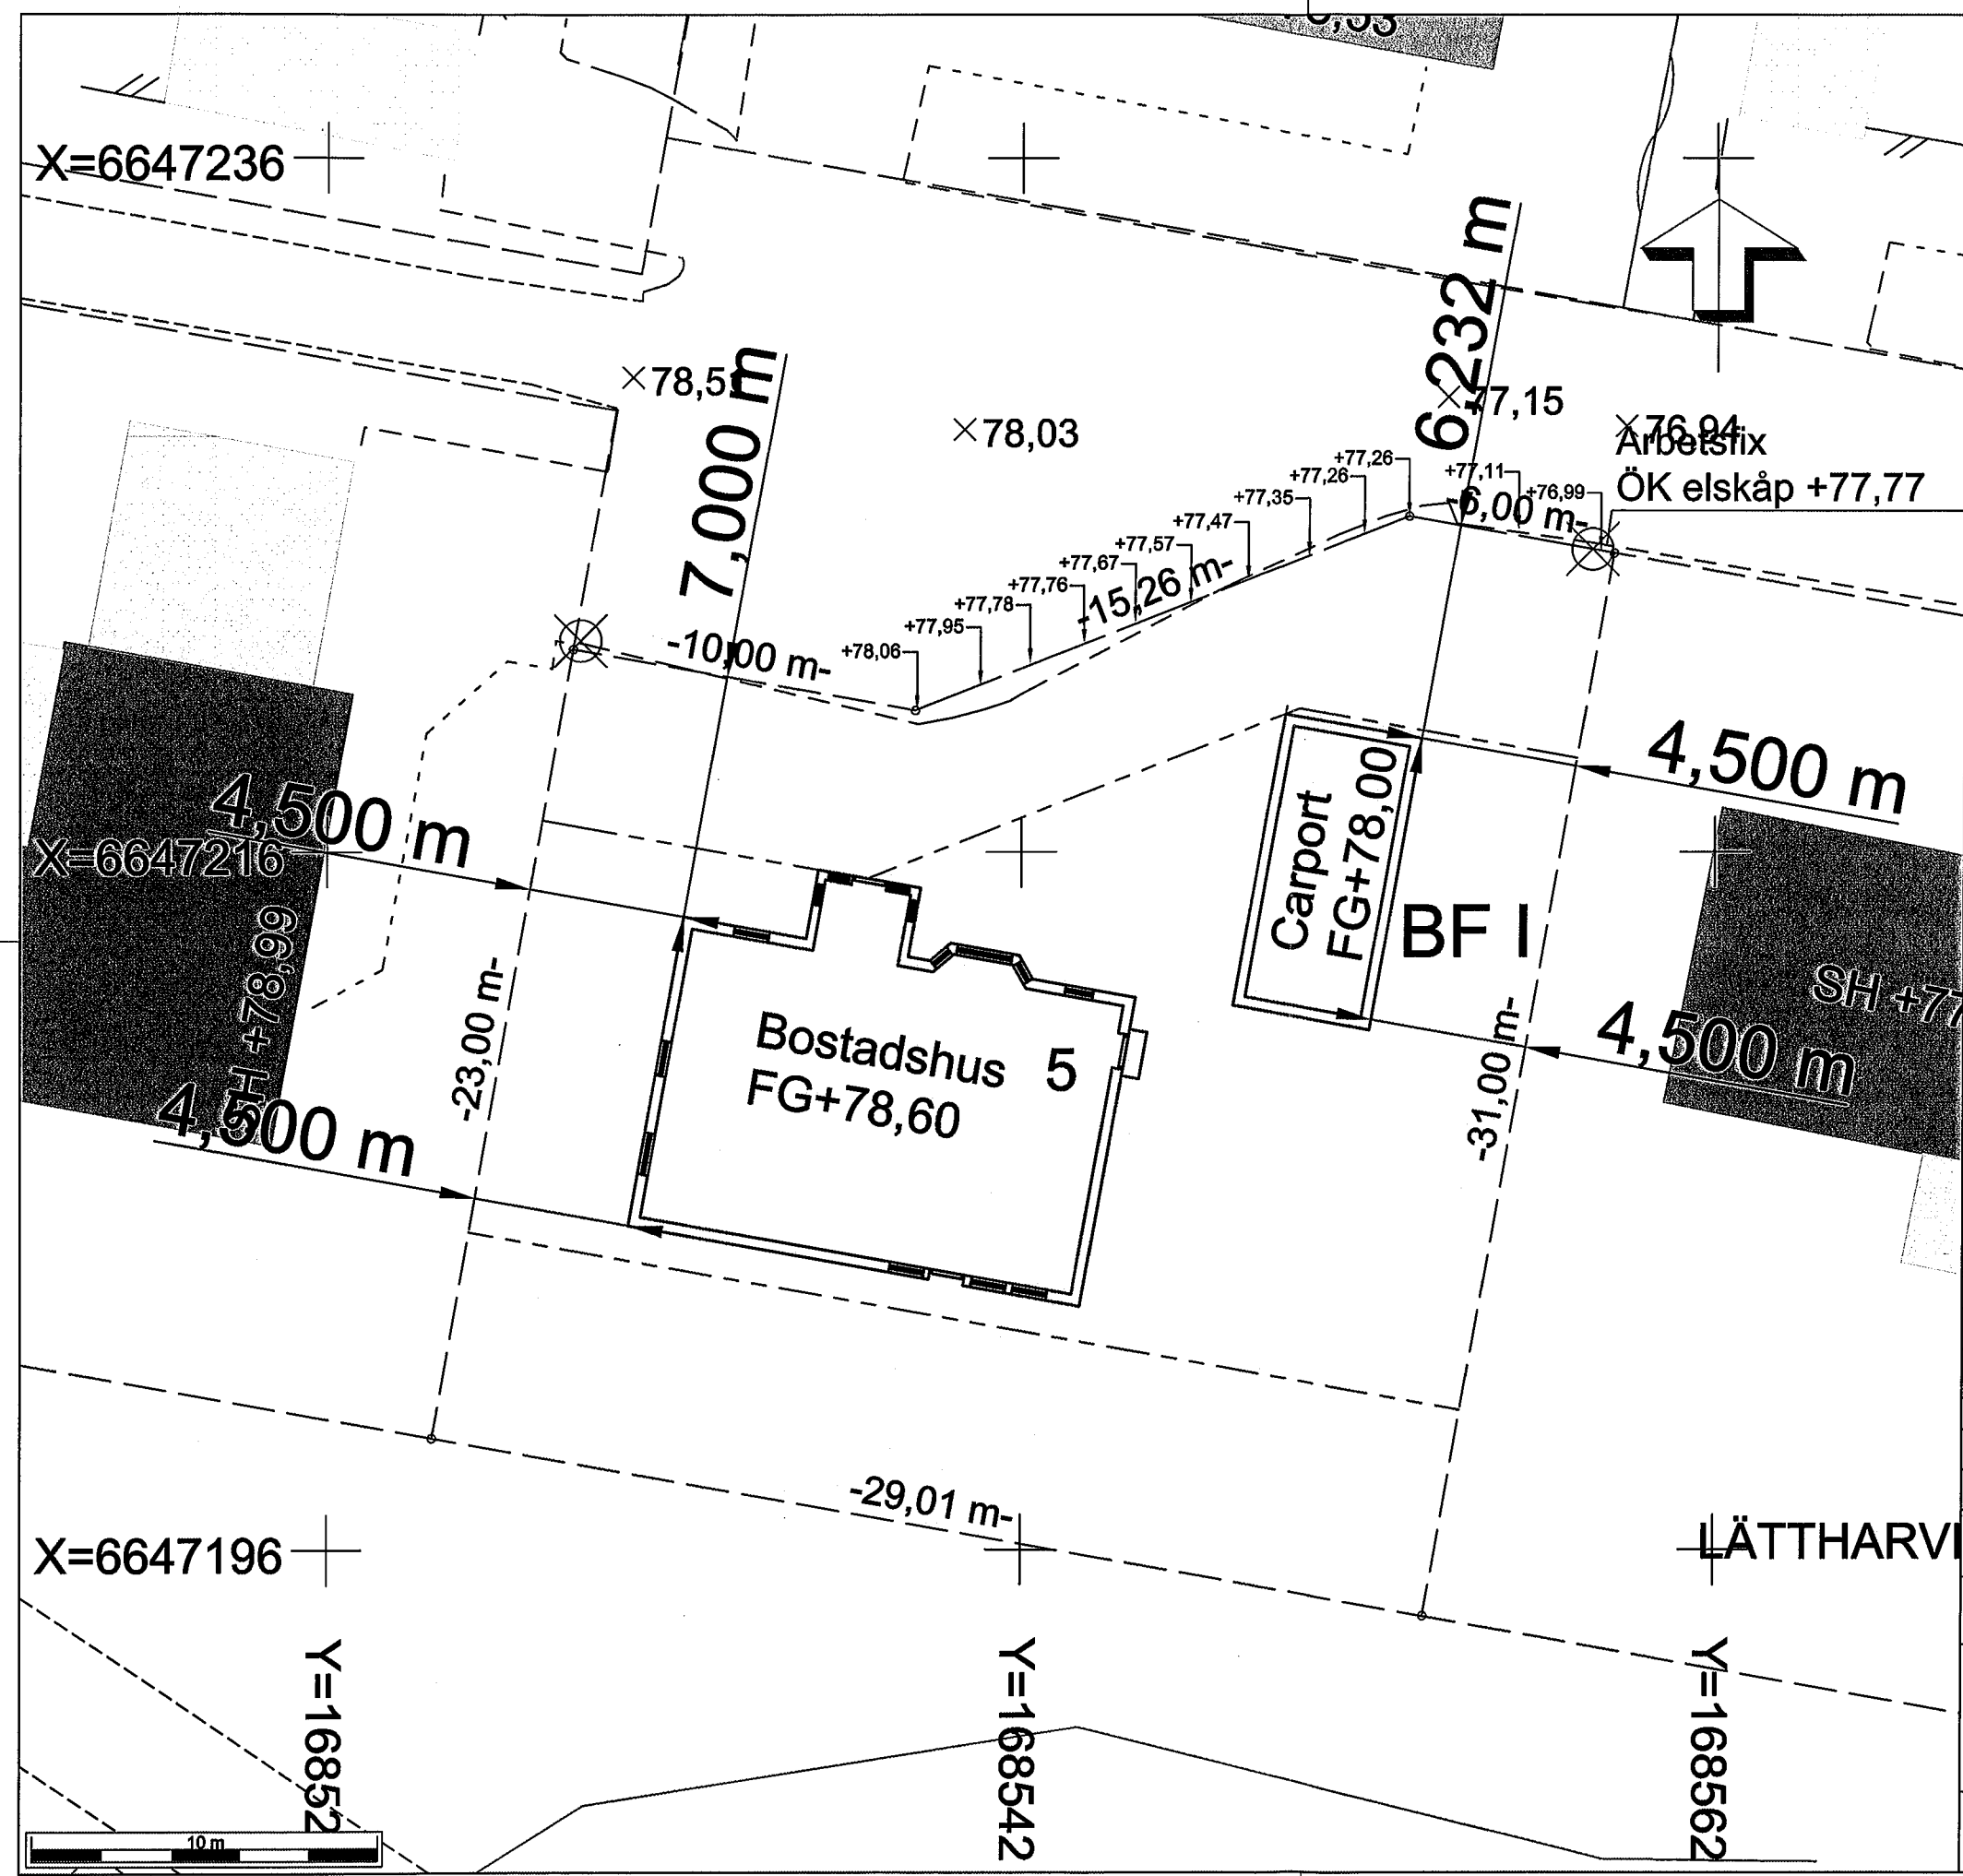 X=6647236
6,232 m
7,000 m
78,03
77,15
76,94
Arbetsfix
ÖK elskåp +77,77
+77,26
+77,26
+77,11
+76,99
-6,00 m-
+77,35
+77,47
+77,57
+77,67
+77,76
+77,78
+77,95
+78,06
-15,26 m-
-10,00 m-
4,500 m
4,500 m
X=6647216
Carport
FG+78,00
BF I
SH +78,99
SH +77
-23,00 m-
Bostadshus 5
FG+78,60
4,500 m
4,500 m
-31,00 m-
-29,01 m-
X=6647196
LÄTTHARVI
Y=16852
Y=168542
Y=168562
10 m